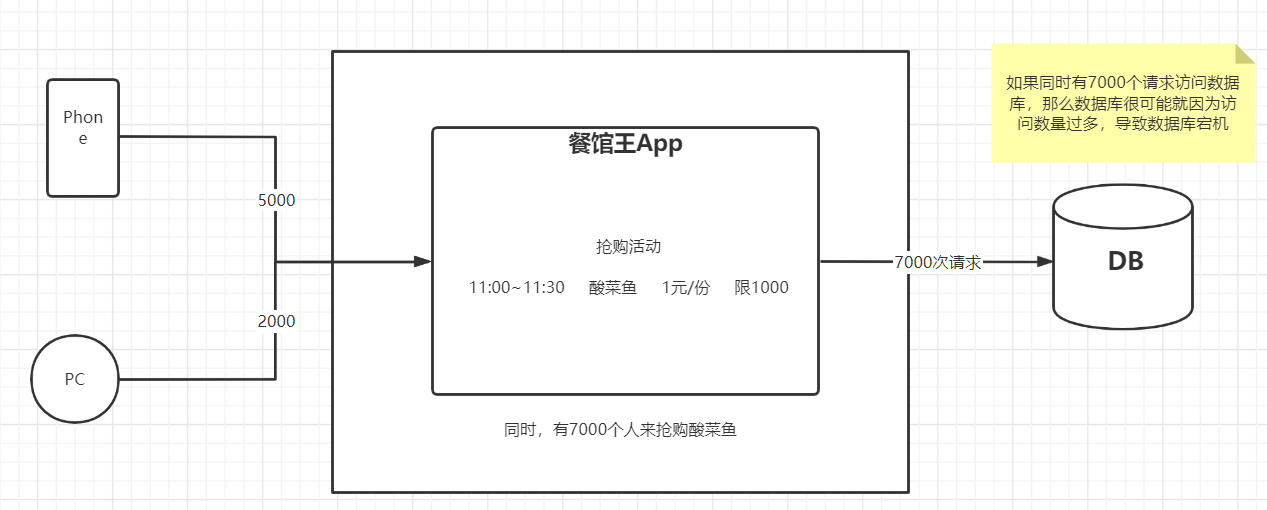 如果同时有7000个请求访问数据
库，那么数据库很可能就因为访
问数量过多，导致数据库宕机
Phon
e
餐馆王App
5000
抢购活动
7000次请求
DB
11:00~11:30 酸菜鱼 1元/份 限1000
2000
PC
同时，有7000个人来抢购酸菜鱼